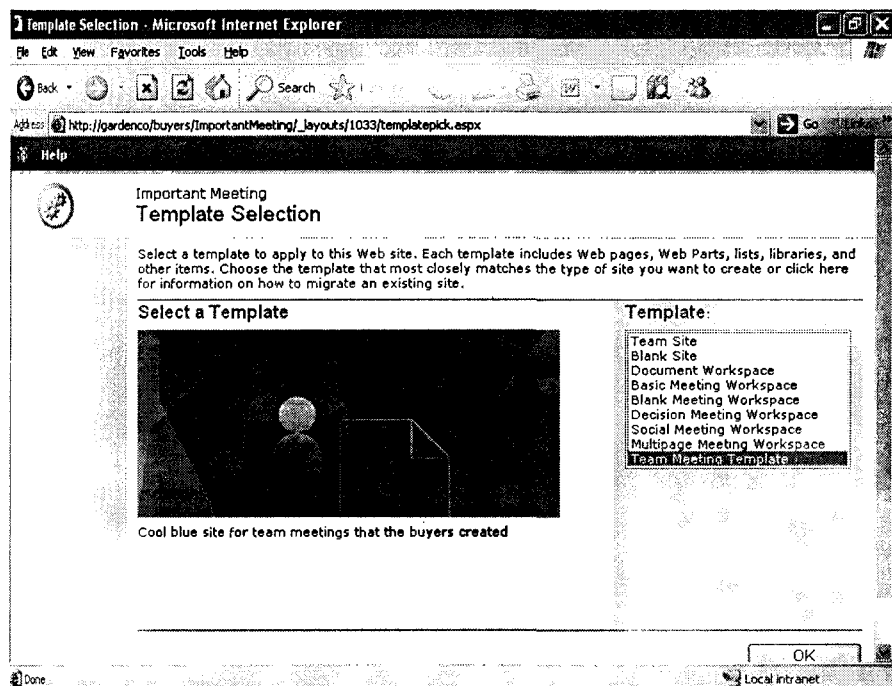 Template Selection - Microsoft Internet Explorer
File Edit View Favorites Tools Help
Back Search
Address http://gardenco/buyers/ImportantMeeting/_layouts/1033/templatepick.aspx Go Links
Help
Important Meeting
Template Selection
Select a template to apply to this Web site. Each template includes Web pages, Web Parts, lists, libraries, and
other items. Choose the template that most closely matches the type of site you want to create or click here
for information on how to migrate an existing site.
Select a Template
Template:
Team Site
Blank Site
Document Workspace
Basic Meeting Workspace
Blank Meeting Workspace
Decision Meeting Workspace
Social Meeting Workspace
Multipage Meeting Workspace
Team Meeting Template
Cool blue site for team meetings that the buyers created
OK
Done Local intranet